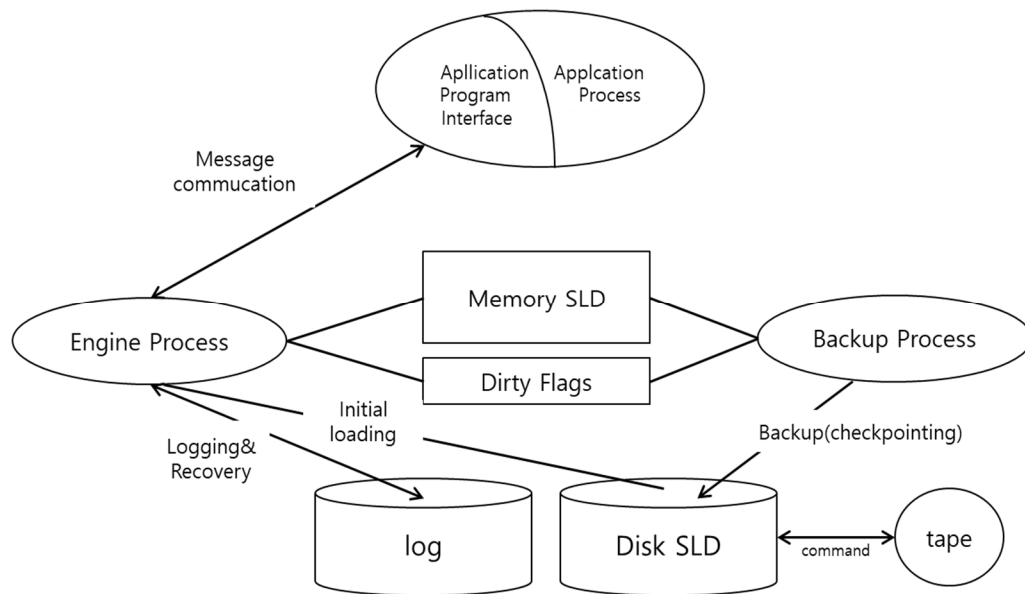 Apllication
Program
Interface
Applcation
Process
Message
commucation
Memory SLD
Engine Process
Backup Process
Dirty Flags
Initial
loading
Logging&
Recovery
Backup(checkpointing)
log
Disk SLD
command
tape